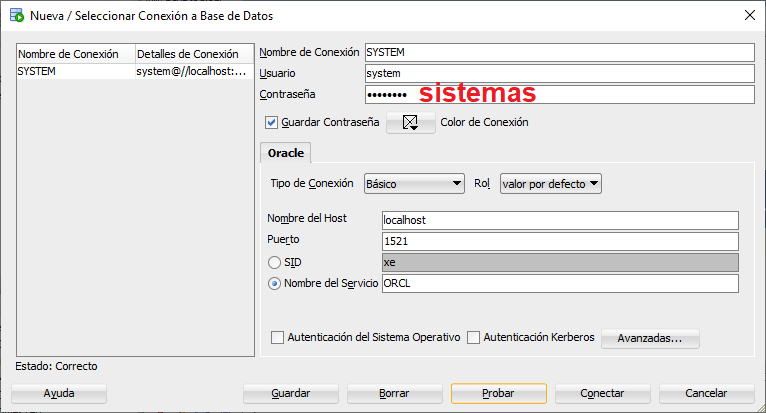 Nueva / Seleccionar Conexión a Base de Datos
Nombre de Conexión Detalles de Conexión
SYSTEM system@//localhost:...
Nombre de Conexión SYSTEM
Usuario system
Contraseña •••••••• sistemas
Guardar Contraseña Color de Conexión
Oracle
Tipo de Conexión Básico Rol valor por defecto
Nombre del Host localhost
Puerto 1521
SID xe
Nombre del Servicio ORCL
Autenticación del Sistema Operativo Autenticación Kerberos Avanzadas...
Estado: Correcto
Ayuda Guardar Borrar Probar Conectar Cancelar